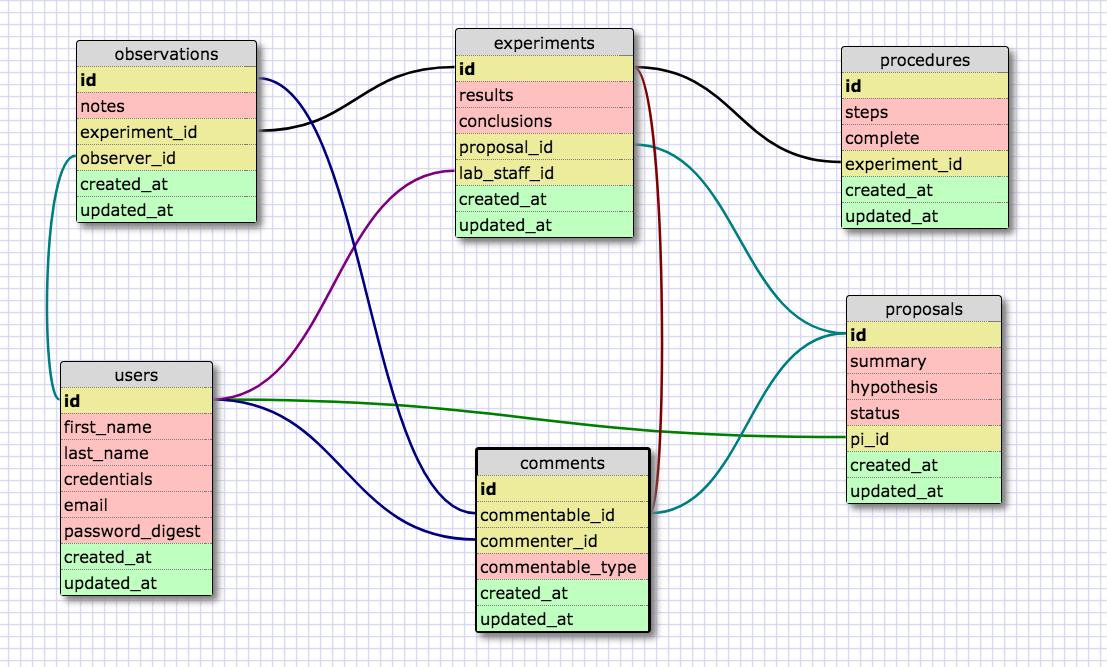 observations
id
notes
experiment_id
observer_id
created_at
updated_at
experiments
id
results
conclusions
proposal_id
lab_staff_id
created_at
updated_at
procedures
id
steps
complete
experiment_id
created_at
updated_at
users
id
first_name
last_name
credentials
email
password_digest
created_at
updated_at
comments
id
commentable_id
commenter_id
commentable_type
created_at
updated_at
proposals
id
summary
hypothesis
status
pi_id
created_at
updated_at